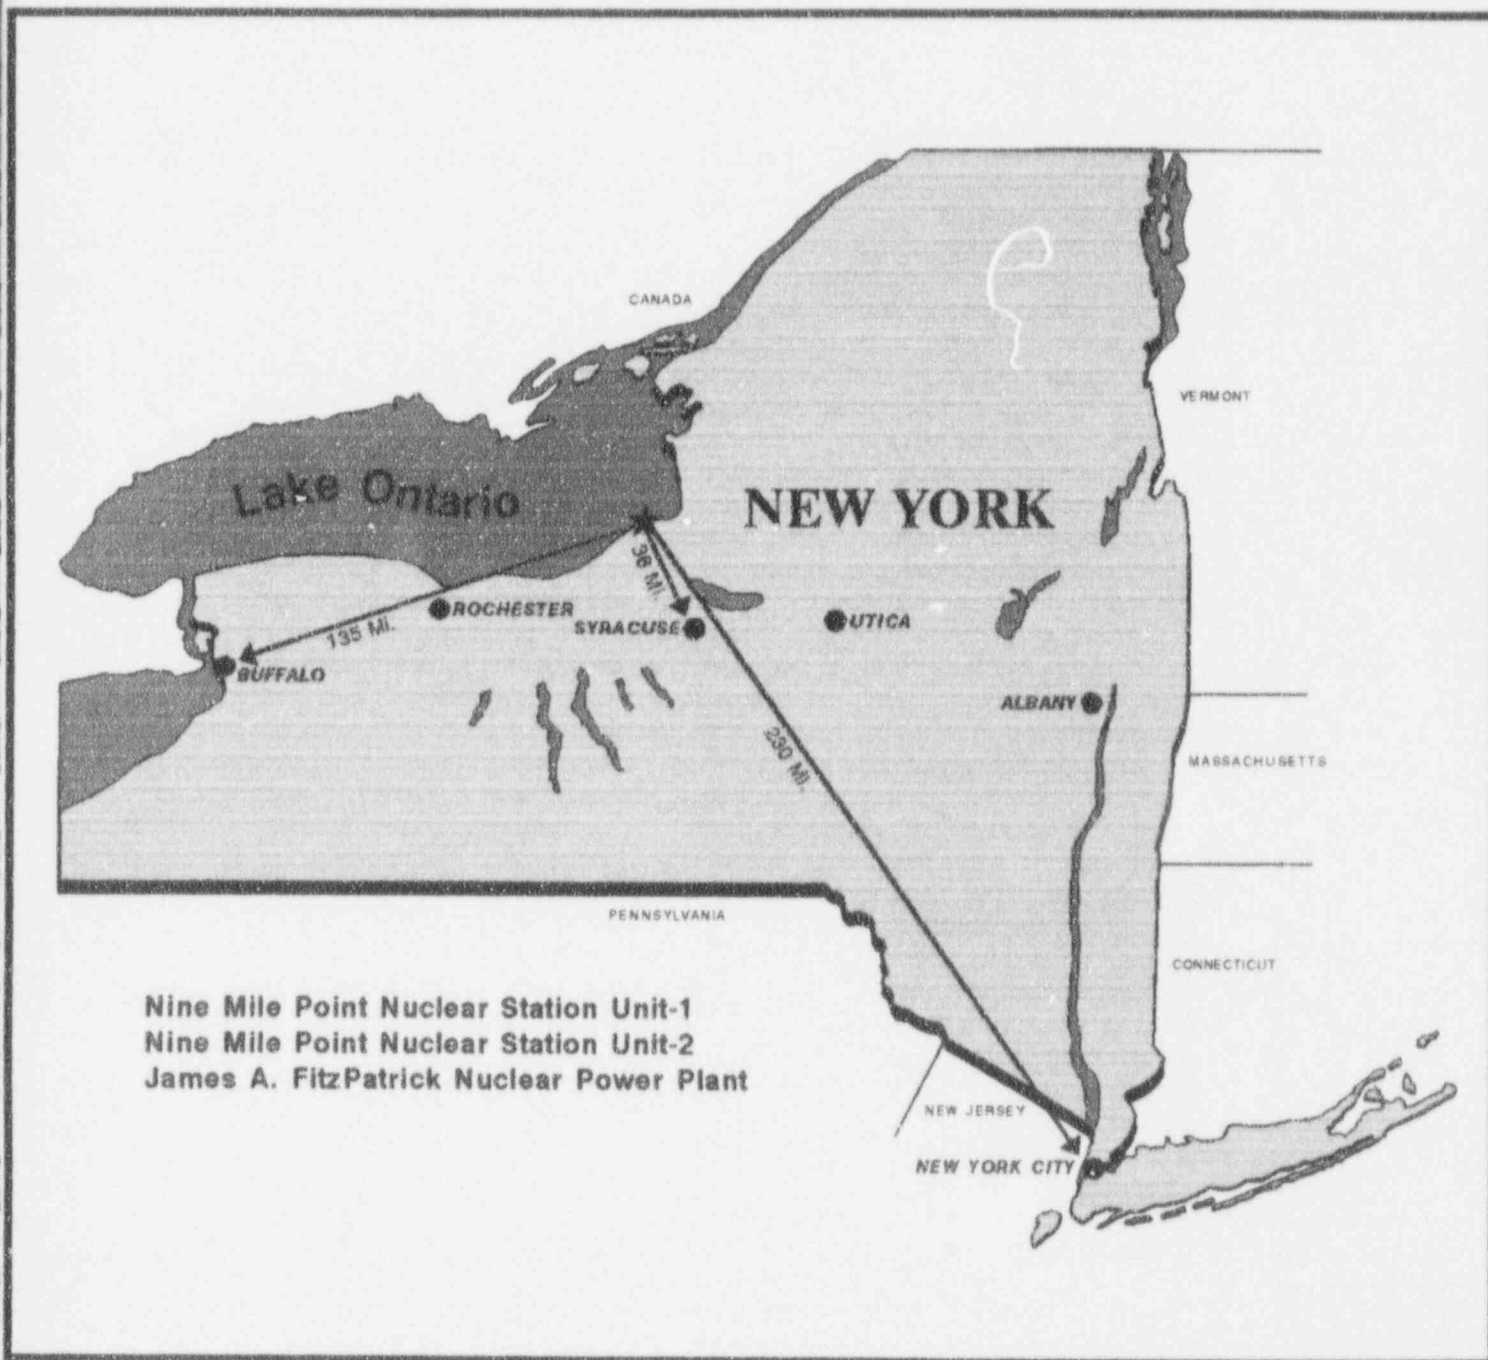 CANADA
VERMONT
Lake Ontario
NEW YORK
36 MI.
ROCHESTER
135 MI.
SYRACUSE
UTICA
BUFFALO
ALBANY
230 MI.
MASSACHUSETTS
PENNSYLVANIA
CONNECTICUT
Nine Mile Point Nuclear Station Unit-1
Nine Mile Point Nuclear Station Unit-2
James A. FitzPatrick Nuclear Power Plant
NEW JERSEY
NEW YORK CITY